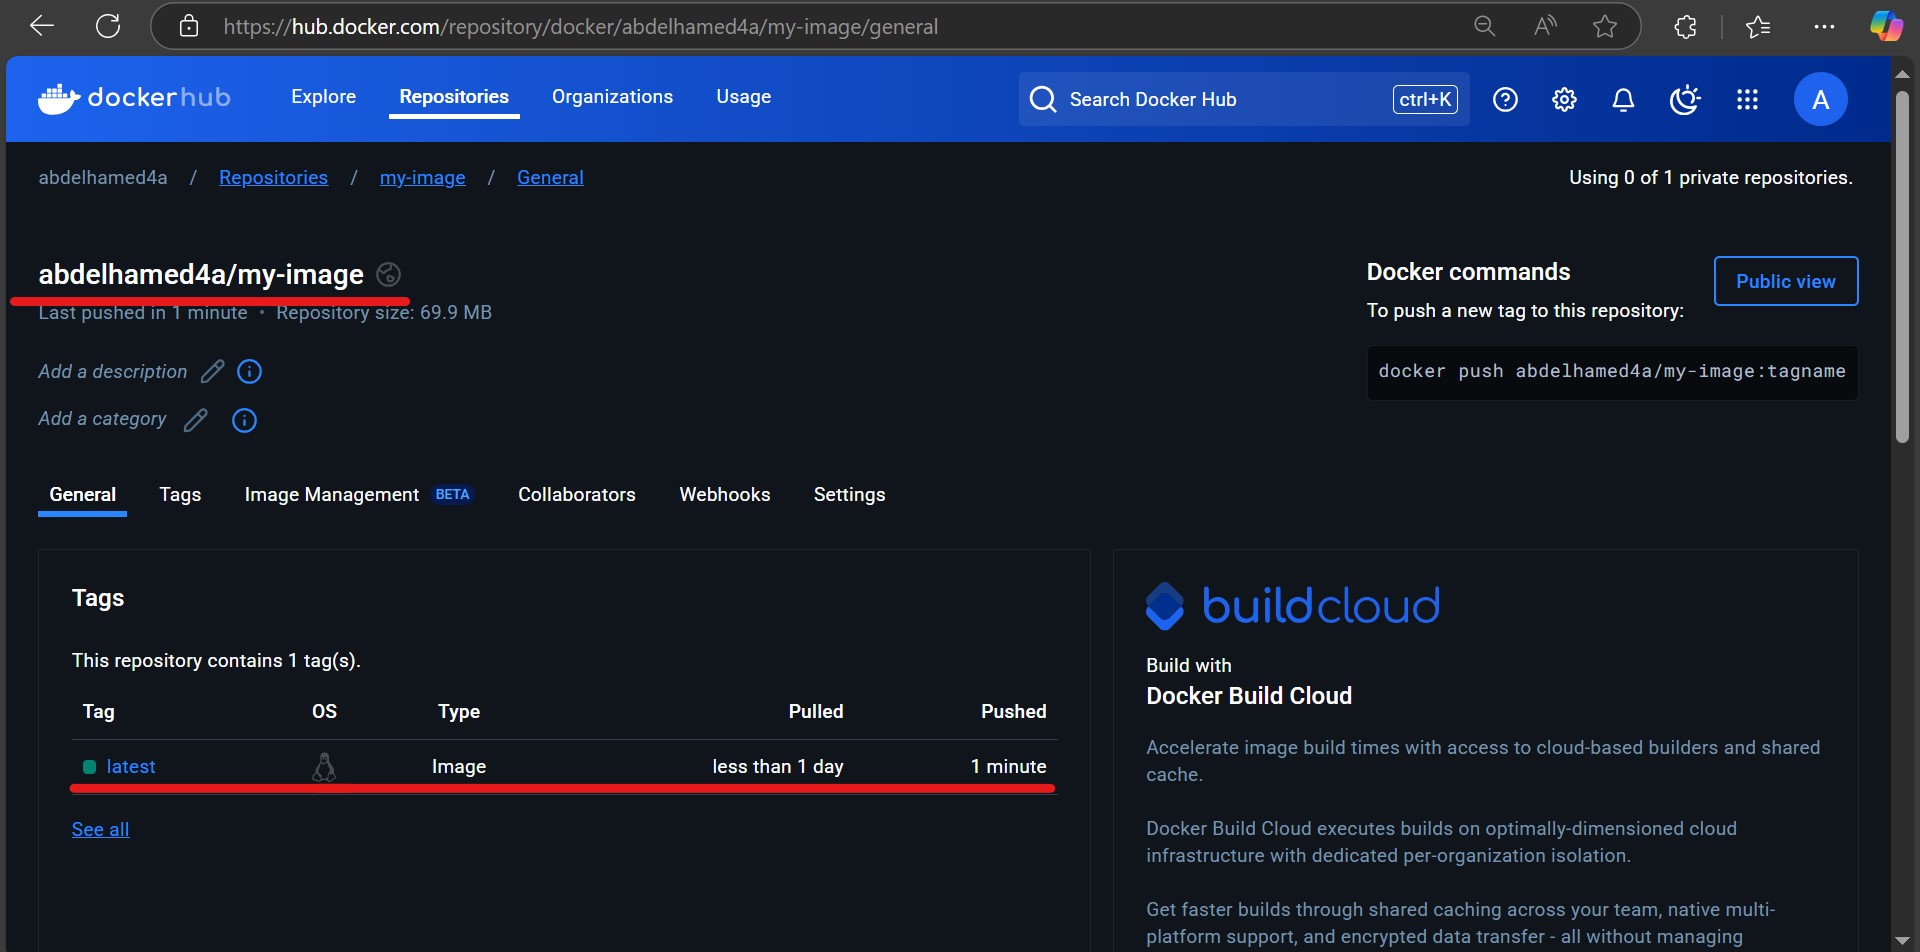 https://hub.docker.com/repository/docker/abdelhamed4a/my-image/general
dockerhub Explore Repositories Organizations Usage Search Docker Hub ctrl+K A
abdelhamed4a / Repositories / my-image / General Using 0 of 1 private repositories.
abdelhamed4a/my-image
Last pushed in 1 minute • Repository size: 69.9 MB
Add a description
Add a category
Docker commands
Public view
To push a new tag to this repository:
docker push abdelhamed4a/my-image:tagname
General Tags Image Management BETA Collaborators Webhooks Settings
Tags
This repository contains 1 tag(s).
Tag OS Type Pulled Pushed
latest Image less than 1 day 1 minute
See all
buildcloud
Build with
Docker Build Cloud
Accelerate image build times with access to cloud-based builders and shared
cache.
Docker Build Cloud executes builds on optimally-dimensioned cloud
infrastructure with dedicated per-organization isolation.
Get faster builds through shared caching across your team, native multi-
platform support, and encrypted data transfer - all without managing